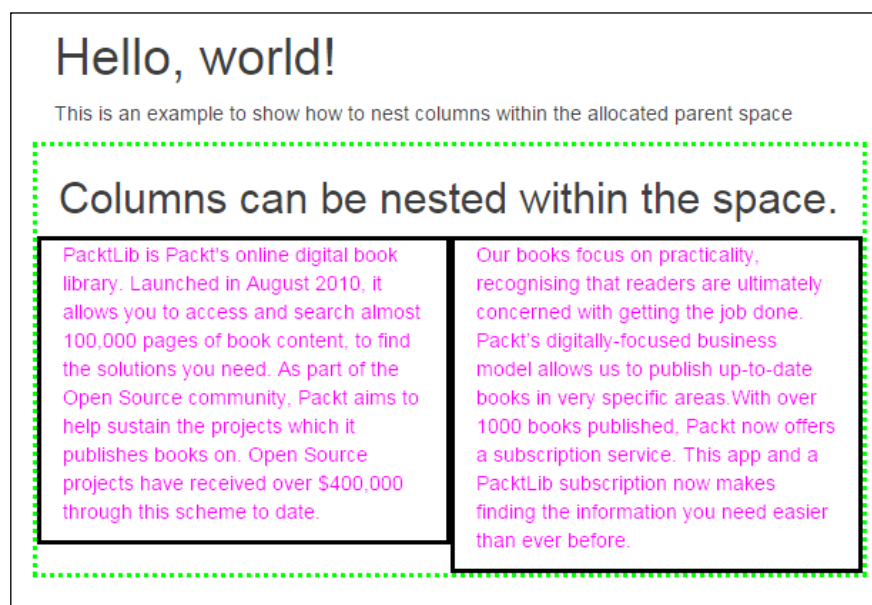 Hello, world!
This is an example to show how to nest columns within the allocated parent space
Columns can be nested within the space.
PacktLib is Packt's online digital book
library. Launched in August 2010, it
allows you to access and search almost
100,000 pages of book content, to find
the solutions you need. As part of the
Open Source community, Packt aims to
help sustain the projects which it
publishes books on. Open Source
projects have received over $400,000
through this scheme to date.
Our books focus on practicality,
recognising that readers are ultimately
concerned with getting the job done.
Packt's digitally-focused business
model allows us to publish up-to-date
books in very specific areas.With over
1000 books published, Packt now offers
a subscription service. This app and a
PacktLib subscription now makes
finding the information you need easier
than ever before.